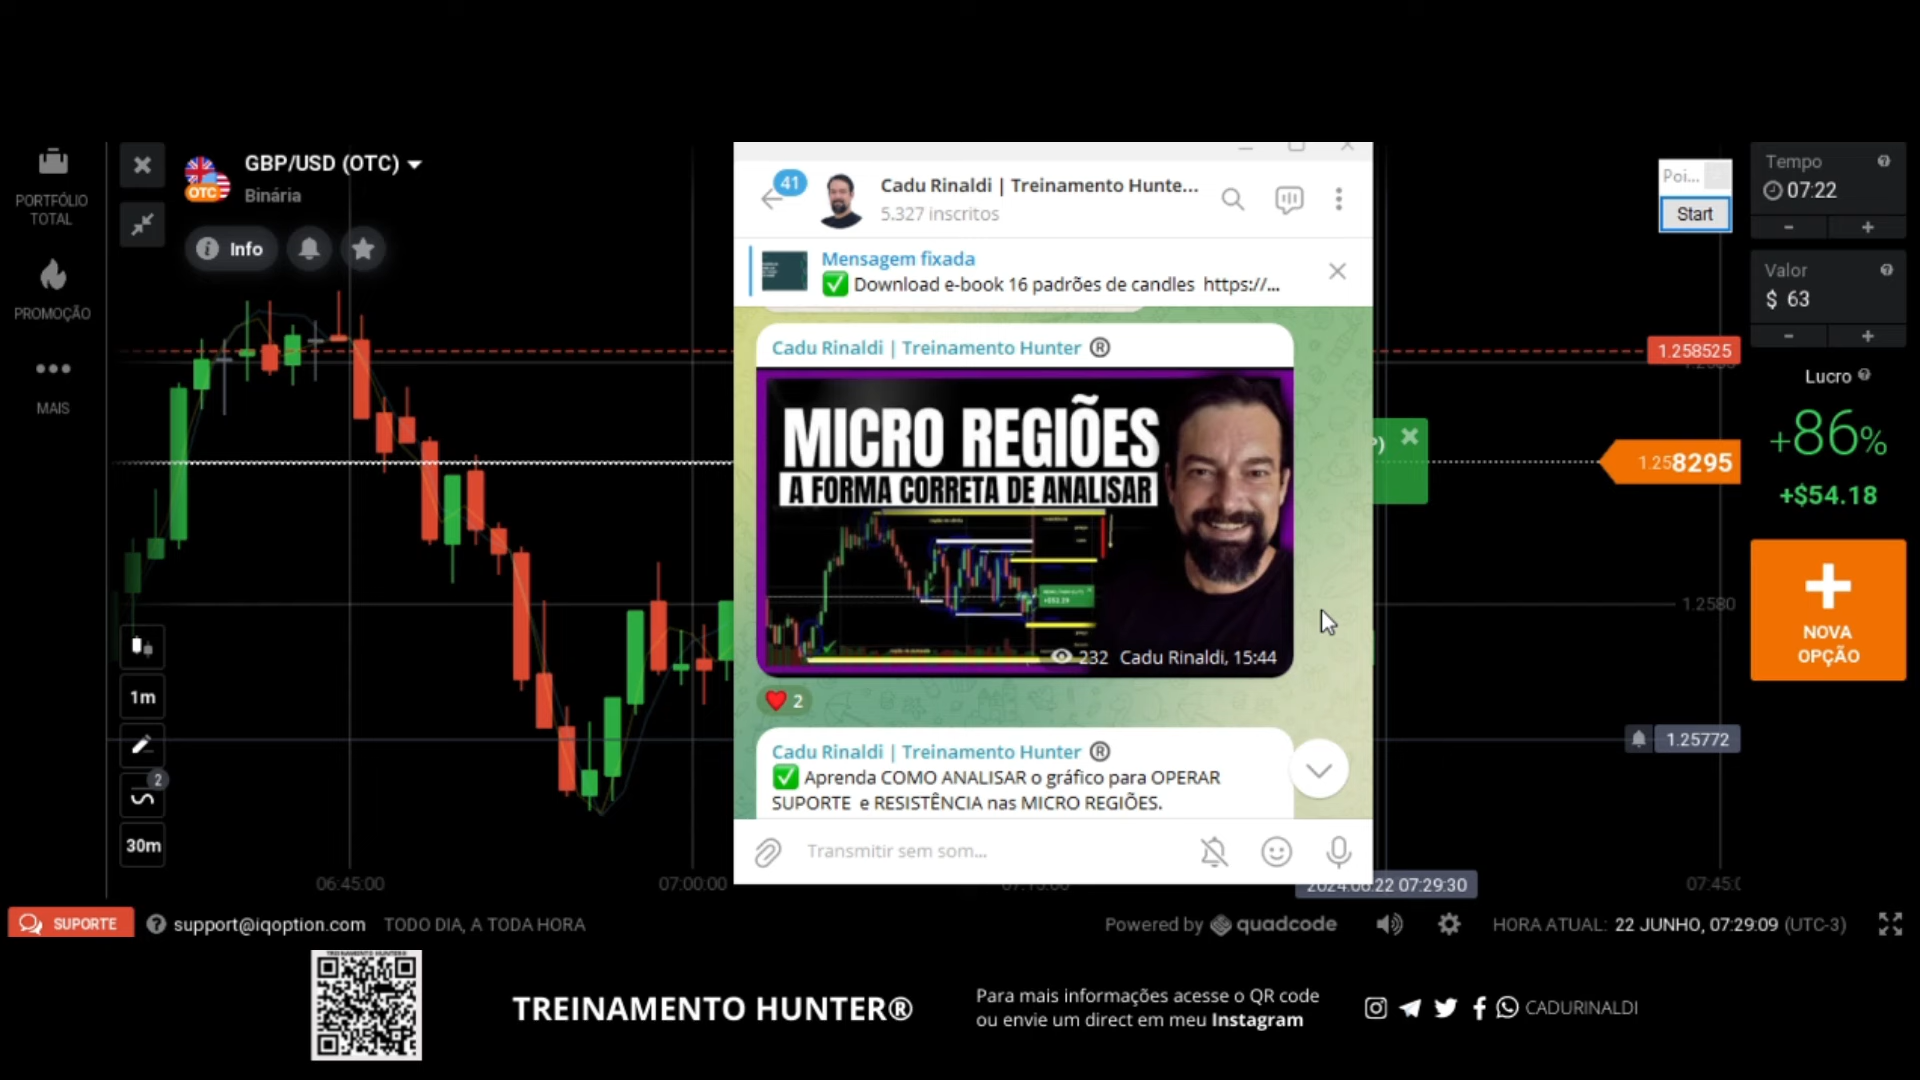 PORTFÓLIO
TOTAL
PROMOÇÃO
MAIS
GBP/USD (OTC)
Binária
OTC
Info
1m
2
30m
06:45:00
07:00:00
41
Cadu Rinaldi | Treinamento Hunte...
5.327 inscritos
Mensagem fixada
✅ Download e-book 16 padrões de candles https://...
Cadu Rinaldi | Treinamento Hunter ®
MICRO REGIÕES
A FORMA CORRETA DE ANALISAR
232 Cadu Rinaldi, 15:44
❤️ 2
Cadu Rinaldi | Treinamento Hunter ®
✅ Aprenda COMO ANALISAR o gráfico para OPERAR
SUPORTE e RESISTÊNCIA nas MICRO REGIÕES.
Transmitir sem som...
Poi...
Start
1.258525
1.258295
1.2580
1.25772
2024.06.22 07:29:30
Tempo
07:22
Valor
$ 63
Lucro
+86%
+$54.18
NOVA
OPÇÃO
SUPORTE
support@iqoption.com TODO DIA, A TODA HORA
Powered by quadcode
HORA ATUAL: 22 JUNHO, 07:29:09 (UTC-3)
TREINAMENTO HUNTER®
Para mais informações acesse o QR code
ou envie um direct em meu Instagram
CADURINALDI